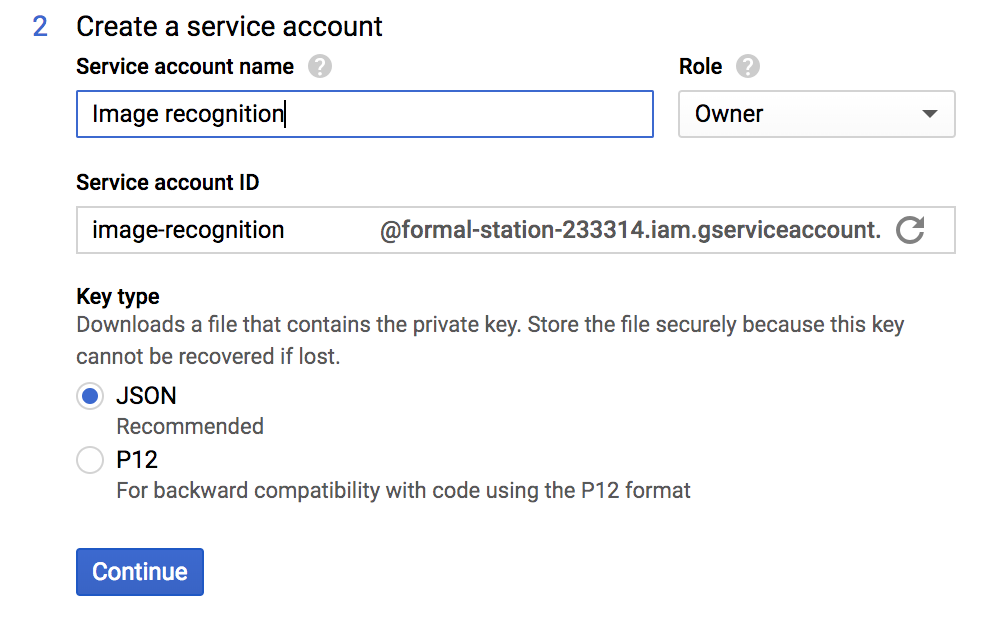 2 Create a service account
Service account name ? Role ?
Image recognition Owner
Service account ID
image-recognition @formal-station-233314.iam.gserviceaccount.
Key type
Downloads a file that contains the private key. Store the file securely because this key
cannot be recovered if lost.
JSON
Recommended
P12
For backward compatibility with code using the P12 format
Continue